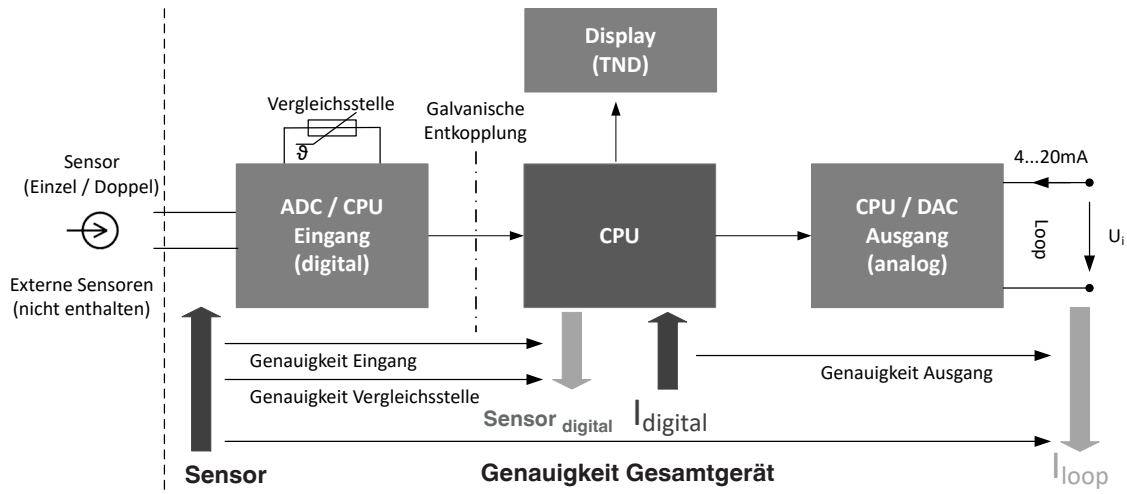 Display
(TND)
Vergleichsstelle
ϑ
Galvanische
Entkopplung
Sensor
(Einzel / Doppel)
ADC / CPU
Eingang
(digital)
CPU
CPU / DAC
Ausgang
(analog)
4...20mA
Loop
Ui
Externe Sensoren
(nicht enthalten)
Genauigkeit Eingang
Genauigkeit Vergleichsstelle
Genauigkeit Ausgang
Sensor digital
Idigital
Sensor
Genauigkeit Gesamtgerät
Iloop